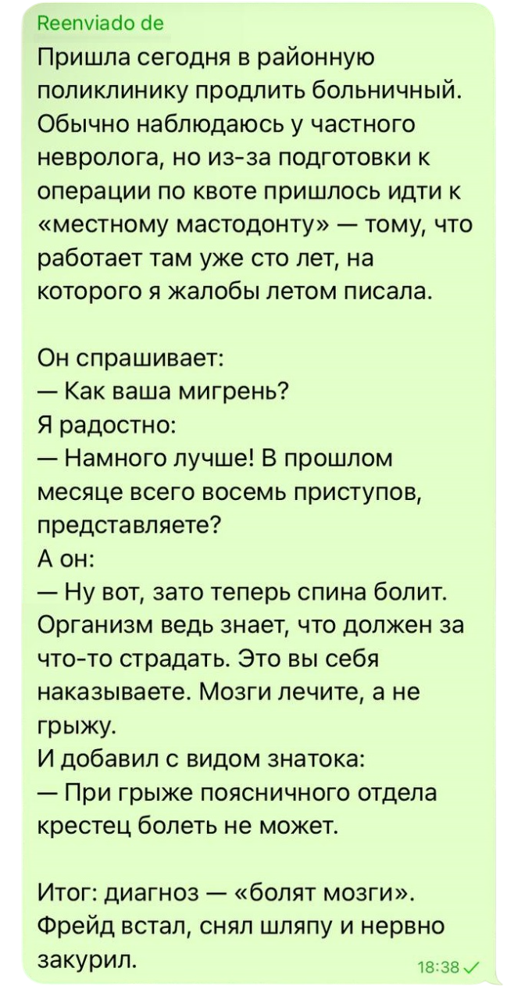 Reenviado de
Пришла сегодня в районную
поликлинику продлить больничный.
Обычно наблюдаюсь у частного
невролога, но из-за подготовки к
операции по квоте пришлось идти к
«местному мастодонту» — тому, что
работает там уже сто лет, на
которого я жалобы летом писала.
Он спрашивает:
— Как ваша мигрень?
Я радостно:
— Намного лучше! В прошлом
месяце всего восемь приступов,
представляете?
А он:
— Ну вот, зато теперь спина болит.
Организм ведь знает, что должен за
что-то страдать. Это вы себя
наказываете. Мозги лечите, а не
грыжу.
И добавил с видом знатока:
— При грыже поясничного отдела
крестец болеть не может.
Итог: диагноз — «болят мозги».
Фрейд встал, снял шляпу и нервно
закурил.
18:38